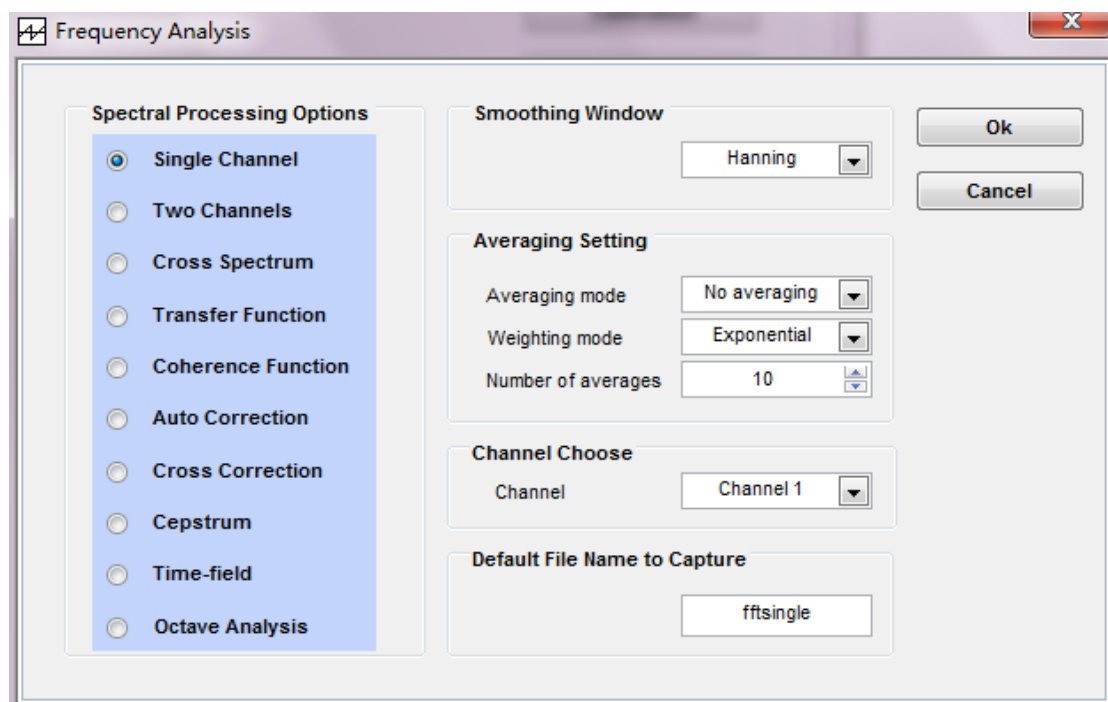 Frequency Analysis
Spectral Processing Options
Single Channel
Two Channels
Cross Spectrum
Transfer Function
Coherence Function
Auto Correction
Cross Correction
Cepstrum
Time-field
Octave Analysis
Smoothing Window
Hanning
Averaging Setting
Averaging mode No averaging
Weighting mode Exponential
Number of averages 10
Channel Choose
Channel Channel 1
Default File Name to Capture
fftsingle
Ok
Cancel